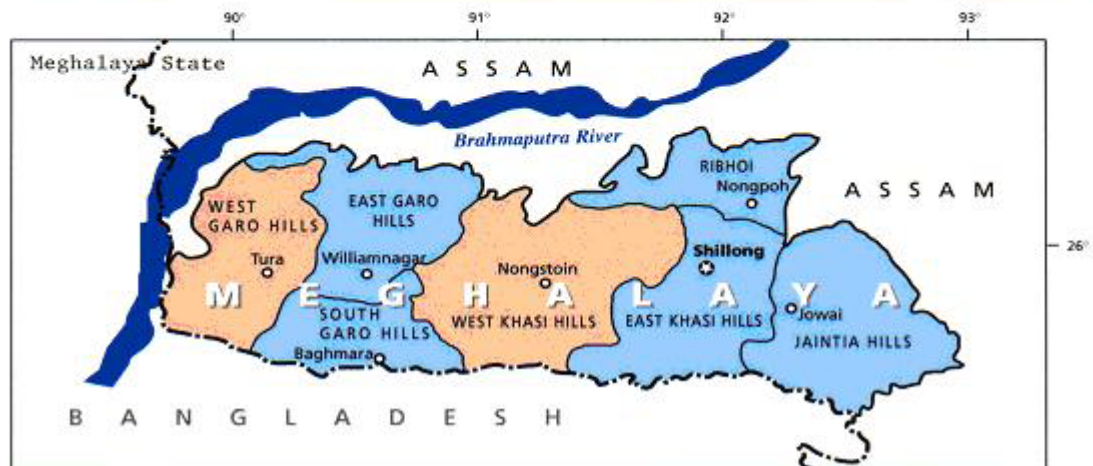 90° 91° 92° 93°
Meghalaya State
ASSAM
Brahmaputra River
RIBHOI
Nongpoh
ASSAM
WEST
GARO HILLS
EAST GARO
HILLS
26°
Tura
Williamnagar
Nongstoin
Shillong
MEGHALAYA
SOUTH
GARO HILLS
WEST KHASI HILLS
EAST KHASI HILLS
Jowai
JAINTIA HILLS
Baghmara
BANGLADESH